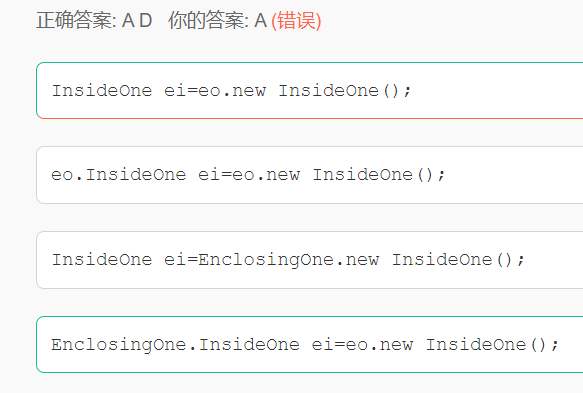 正确答案: A D 你的答案: A (错误)
InsideOne ei=eo.new InsideOne();
eo.InsideOne ei=eo.new InsideOne();
InsideOne ei=EnclosingOne.new InsideOne();
EnclosingOne.InsideOne ei=eo.new InsideOne();